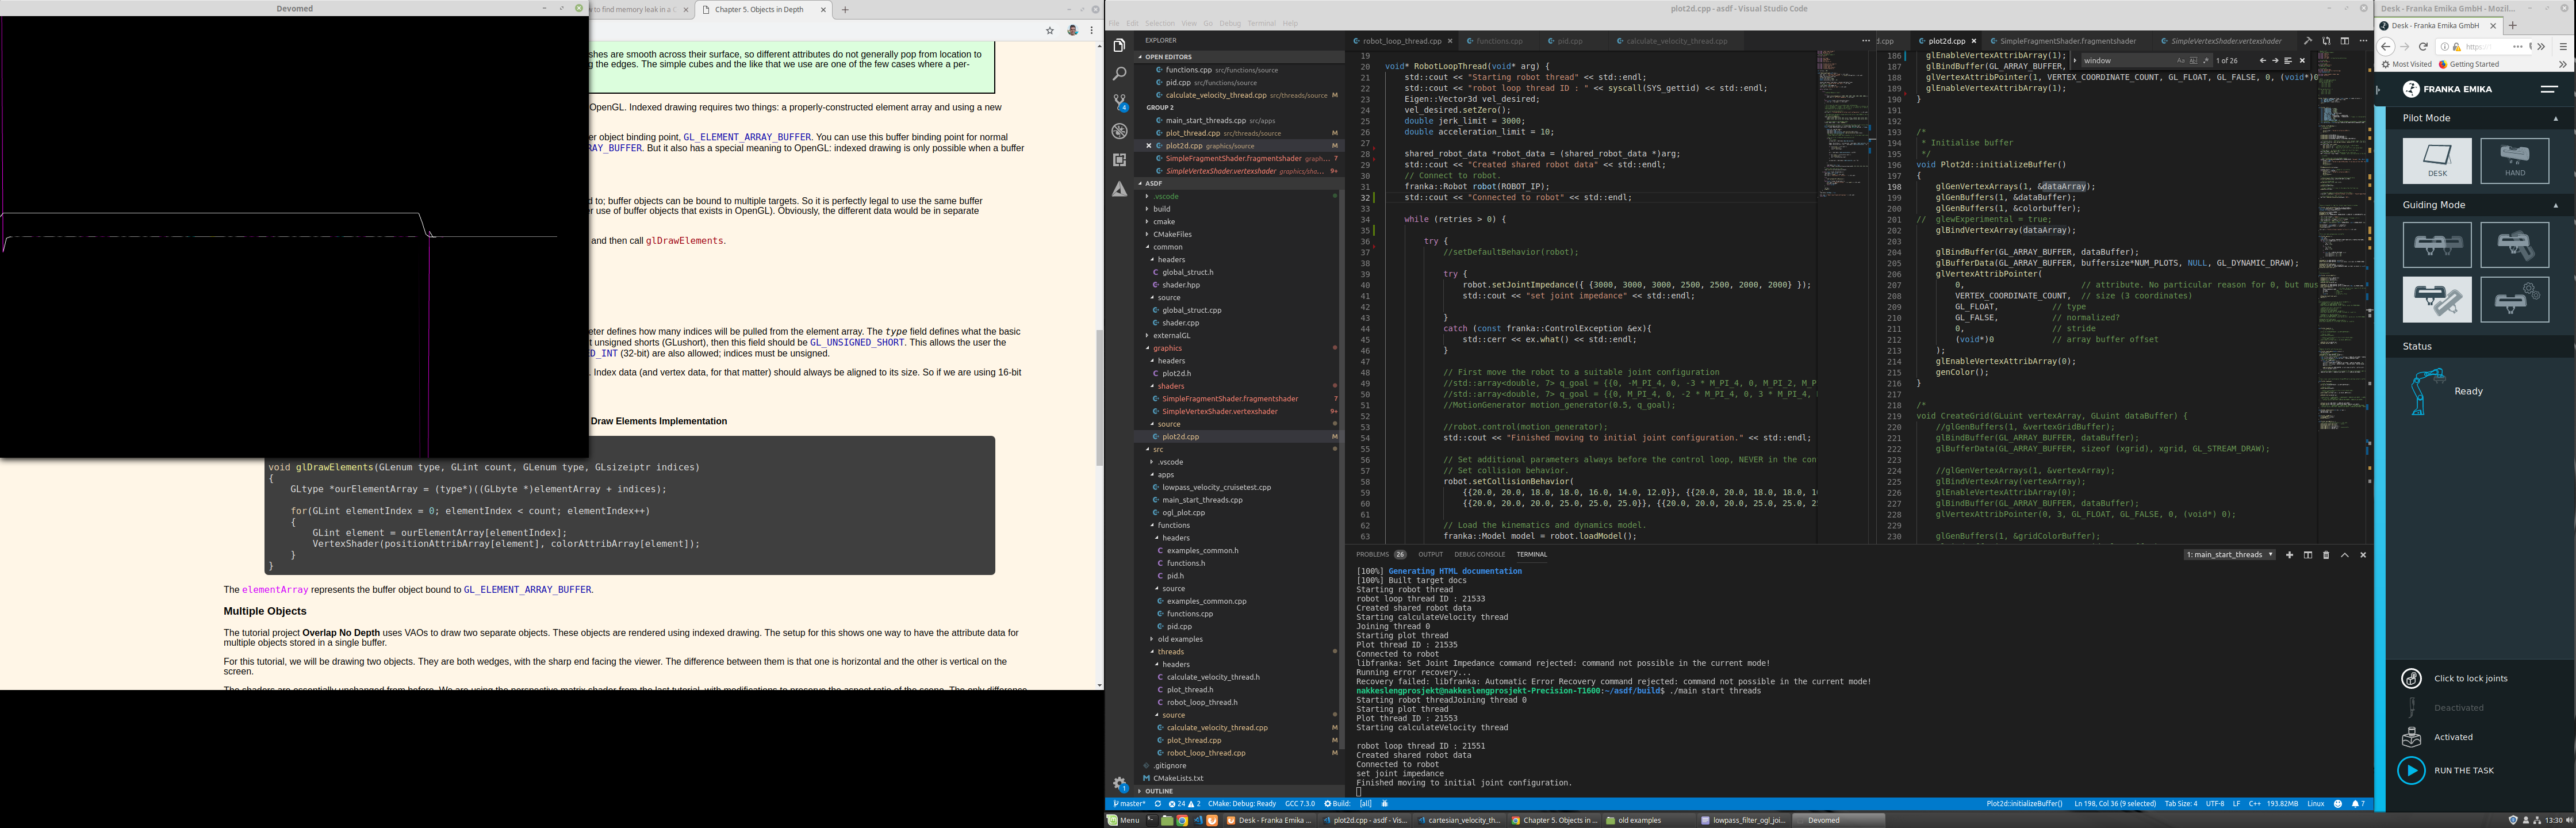 Devomed
w to find memory leak in a C
Chapter 5. Objects in Depth
shes are smooth across their surface, so different attributes do not generally pop from location to
g the edges. The simple cubes and the like that we use are one of the few cases where a per-
OpenGL. Indexed drawing requires two things: a properly-constructed element array and using a new
er object binding point, GL_ELEMENT_ARRAY_BUFFER. You can use this buffer binding point for normal
RAY_BUFFER. But it also has a special meaning to OpenGL: indexed drawing is only possible when a buffer
d to; buffer objects can be bound to multiple targets. So it is perfectly legal to use the same buffer
er use of buffer objects that exists in OpenGL). Obviously, the different data would be in separate
and then call glDrawElements.
eter defines how many indices will be pulled from the element array. The type field defines what the basic
t unsigned shorts (GLushort), then this field should be GL_UNSIGNED_SHORT. This allows the user the
ED_INT (32-bit) are also allowed; indices must be unsigned.
. Index data (and vertex data, for that matter) should always be aligned to its size. So if we are using 16-bit
Draw Elements Implementation
void glDrawElements(GLenum type, GLint count, GLenum type, GLsizeiptr indices)
{
GLtype *ourElementArray = (type*)((GLbyte *)elementArray + indices);
for(GLint elementIndex = 0; elementIndex < count; elementIndex++)
{
GLint element = ourElementArray[elementIndex];
VertexShader(positionAttribArray[element], colorAttribArray[element]);
}
}
The elementArray represents the buffer object bound to GL_ELEMENT_ARRAY_BUFFER.
Multiple Objects
The tutorial project Overlap No Depth uses VAOs to draw two separate objects. These objects are rendered using indexed drawing. The setup for this shows one way to have the attribute data for
multiple objects stored in a single buffer.
For this tutorial, we will be drawing two objects. They are both wedges, with the sharp end facing the viewer. The difference between them is that one is horizontal and the other is vertical on the
screen.
plot2d.cpp - asdf - Visual Studio Code
File Edit Selection View Go Debug Terminal Help
EXPLORER
OPEN EDITORS
functions.cpp src/functions/source
pid.cpp src/functions/source
calculate_velocity_thread.cpp src/threads/source M
GROUP 2
main_start_threads.cpp src/apps
plot_thread.cpp src/threads/source M
plot2d.cpp graphics/source M
SimpleFragmentShader.fragmentshader graph... 7
SimpleVertexShader.vertexshader graphics/sha... 9+
ASDF
.vscode
build
cmake
CMakeFiles
common
headers
global_struct.h
shader.hpp
source
global_struct.cpp
shader.cpp
externalGL
graphics
headers
plot2d.h
shaders
SimpleFragmentShader.fragmentshader 7
SimpleVertexShader.vertexshader 9+
source
plot2d.cpp M
src
.vscode
apps
lowpass_velocity_cruisetest.cpp
main_start_threads.cpp
ogl_plot.cpp
functions
headers
examples_common.h
functions.h
pid.h
source
examples_common.cpp
functions.cpp
pid.cpp
old examples
threads
headers
calculate_velocity_thread.h
plot_thread.h
robot_loop_thread.h
source
calculate_velocity_thread.cpp M
plot_thread.cpp M
robot_loop_thread.cpp M
.gitignore
CMakeLists.txt
OUTLINE
robot_loop_thread.cpp functions.cpp pid.cpp calculate_velocity_thread.cpp
19
20 void* RobotLoopThread(void* arg) {
21 std::cout << "Starting robot thread" << std::endl;
22 std::cout << "robot loop thread ID : " << syscall(SYS_gettid) << std::endl;
23 Eigen::Vector3d vel_desired;
24 vel_desired.setZero();
25 double jerk_limit = 3000;
26 double acceleration_limit = 10;
27
28 shared_robot_data *robot_data = (shared_robot_data *)arg;
29 std::cout << "Created shared robot data" << std::endl;
30 // Connect to robot.
31 franka::Robot robot(ROBOT_IP);
32 std::cout << "Connected to robot" << std::endl;
33
34 while (retries > 0) {
35
36 try {
37 //setDefaultBehavior(robot);
38
39 try {
40 robot.setJointImpedance({ {3000, 3000, 3000, 2500, 2500, 2000, 2000} });
41 std::cout << "set joint impedance" << std::endl;
42
43 }
44 catch (const franka::ControlException &ex){
45 std::cerr << ex.what() << std::endl;
46 }
47
48 // First move the robot to a suitable joint configuration
49 //std::array<double, 7> q_goal = {{0, -M_PI_4, 0, -3 * M_PI_4, 0, M_PI_2, M_P
50 //std::array<double, 7> q_goal = {{0, M_PI_4, 0, -2 * M_PI_4, 0, 3 * M_PI_4,
51 //MotionGenerator motion_generator(0.5, q_goal);
52
53 //robot.control(motion_generator);
54 std::cout << "Finished moving to initial joint configuration." << std::endl;
55
56 // Set additional parameters always before the control loop, NEVER in the con
57 // Set collision behavior.
58 robot.setCollisionBehavior(
59 {{20.0, 20.0, 18.0, 18.0, 16.0, 14.0, 12.0}}, {{20.0, 20.0, 18.0, 18.0, 1
60 {{20.0, 20.0, 20.0, 25.0, 25.0, 25.0}}, {{20.0, 20.0, 20.0, 25.0, 25.0, 2
61
62 // Load the kinematics and dynamics model.
63 franka::Model model = robot.loadModel();
d.cpp plot2d.cpp SimpleFragmentShader.fragmentshader SimpleVertexShader.vertexshader
window 1 of 26
186 glEnableVertexAttribArray(1);
187 glBindBuffer(GL_ARRAY_BUFFER,
188 glVertexAttribPointer(1, VERTEX_COORDINATE_COUNT, GL_FLOAT, GL_FALSE, 0, (void*)0
189 glEnableVertexAttribArray(1);
190 }
191
192
193 /*
194 * Initialise buffer
195 */
196 void Plot2d::initializeBuffer()
197 {
198 glGenVertexArrays(1, &dataArray);
199 glGenBuffers(1, &dataBuffer);
200 glGenBuffers(1, &colorbuffer);
201 // glewExperimental = true;
202 glBindVertexArray(dataArray);
203
204 glBindBuffer(GL_ARRAY_BUFFER, dataBuffer);
205 glBufferData(GL_ARRAY_BUFFER, buffersize*NUM_PLOTS, NULL, GL_DYNAMIC_DRAW);
206 glVertexAttribPointer(
207 0, // attribute. No particular reason for 0, but mus
208 VERTEX_COORDINATE_COUNT, // size (3 coordinates)
209 GL_FLOAT, // type
210 GL_FALSE, // normalized?
211 0, // stride
212 (void*)0 // array buffer offset
213 );
214 glEnableVertexAttribArray(0);
215 genColor();
216 }
217
218 /*
219 void CreateGrid(GLuint vertexArray, GLuint dataBuffer) {
220 //glGenBuffers(1, &vertexGridBuffer);
221 glBindBuffer(GL_ARRAY_BUFFER, dataBuffer);
222 glBufferData(GL_ARRAY_BUFFER, sizeof (xgrid), xgrid, GL_STREAM_DRAW);
223
224 //glGenVertexArrays(1, &vertexArray);
225 glBindVertexArray(vertexArray);
226 glEnableVertexAttribArray(0);
227 glBindBuffer(GL_ARRAY_BUFFER, dataBuffer);
228 glVertexAttribPointer(0, 3, GL_FLOAT, GL_FALSE, 0, (void*) 0);
229
230 glGenBuffers(1, &gridColorBuffer);
PROBLEMS 26 OUTPUT DEBUG CONSOLE TERMINAL 1: main_start_threads
[100%] Generating HTML documentation
[100%] Built target docs
Starting robot thread
robot loop thread ID : 21533
Created shared robot data
Starting calculateVelocity thread
Joining thread 0
Starting plot thread
Plot thread ID : 21535
Connected to robot
libfranka: Set Joint Impedance command rejected: command not possible in the current mode!
Running error recovery...
Recovery failed: libfranka: Automatic Error Recovery command rejected: command not possible in the current mode!
nakkeslengprosjekt@nakkeslengprosjekt-Precision-T1600:~/asdf/build$ ./main_start_threads
Starting robot threadJoining thread 0
Starting plot thread
Plot thread ID : 21553
Starting calculateVelocity thread
robot loop thread ID : 21551
Created shared robot data
Connected to robot
set joint impedance
Finished moving to initial joint configuration.
master* 24 2 CMake: Debug: Ready GCC 7.3.0 Build: [all] Plot2d::initializeBuffer() Ln 198, Col 36 (9 selected) Tab Size: 4 UTF-8 LF C++ 193.82MB Linux 7
Menu Desk - Franka Emika ... plot2d.cpp - asdf - Vis... cartesian_velocity_th... Chapter 5. Objects in ... old examples lowpass_filter_ogl_joi... Devomed 13:30
Desk - Franka Emika GmbH - Mozil...
Desk - Franka Emika GmbH
https:/
Most Visited Getting Started
FRANKA EMIKA
Pilot Mode
DESK HAND
Guiding Mode
Status
Ready
Click to lock joints
Deactivated
Activated
RUN THE TASK